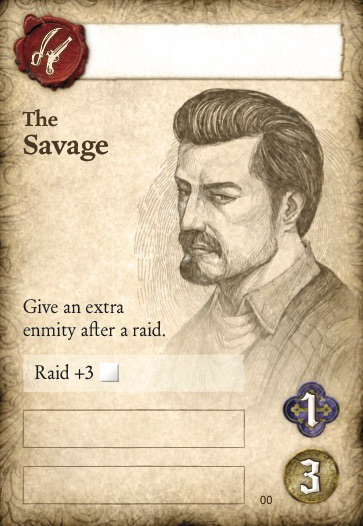 The
Savage
Give an extra
enmity after a raid.
Raid +3
1
3
00